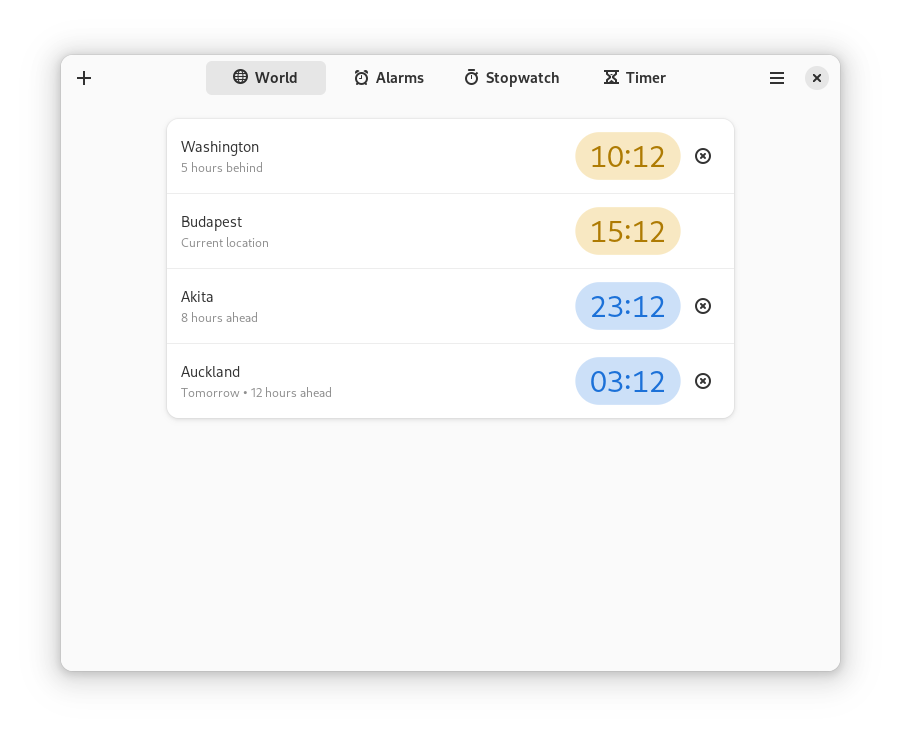 World Alarms Stopwatch Timer
Washington
5 hours behind
10:12
Budapest
Current location
15:12
Akita
8 hours ahead
23:12
Auckland
Tomorrow • 12 hours ahead
03:12